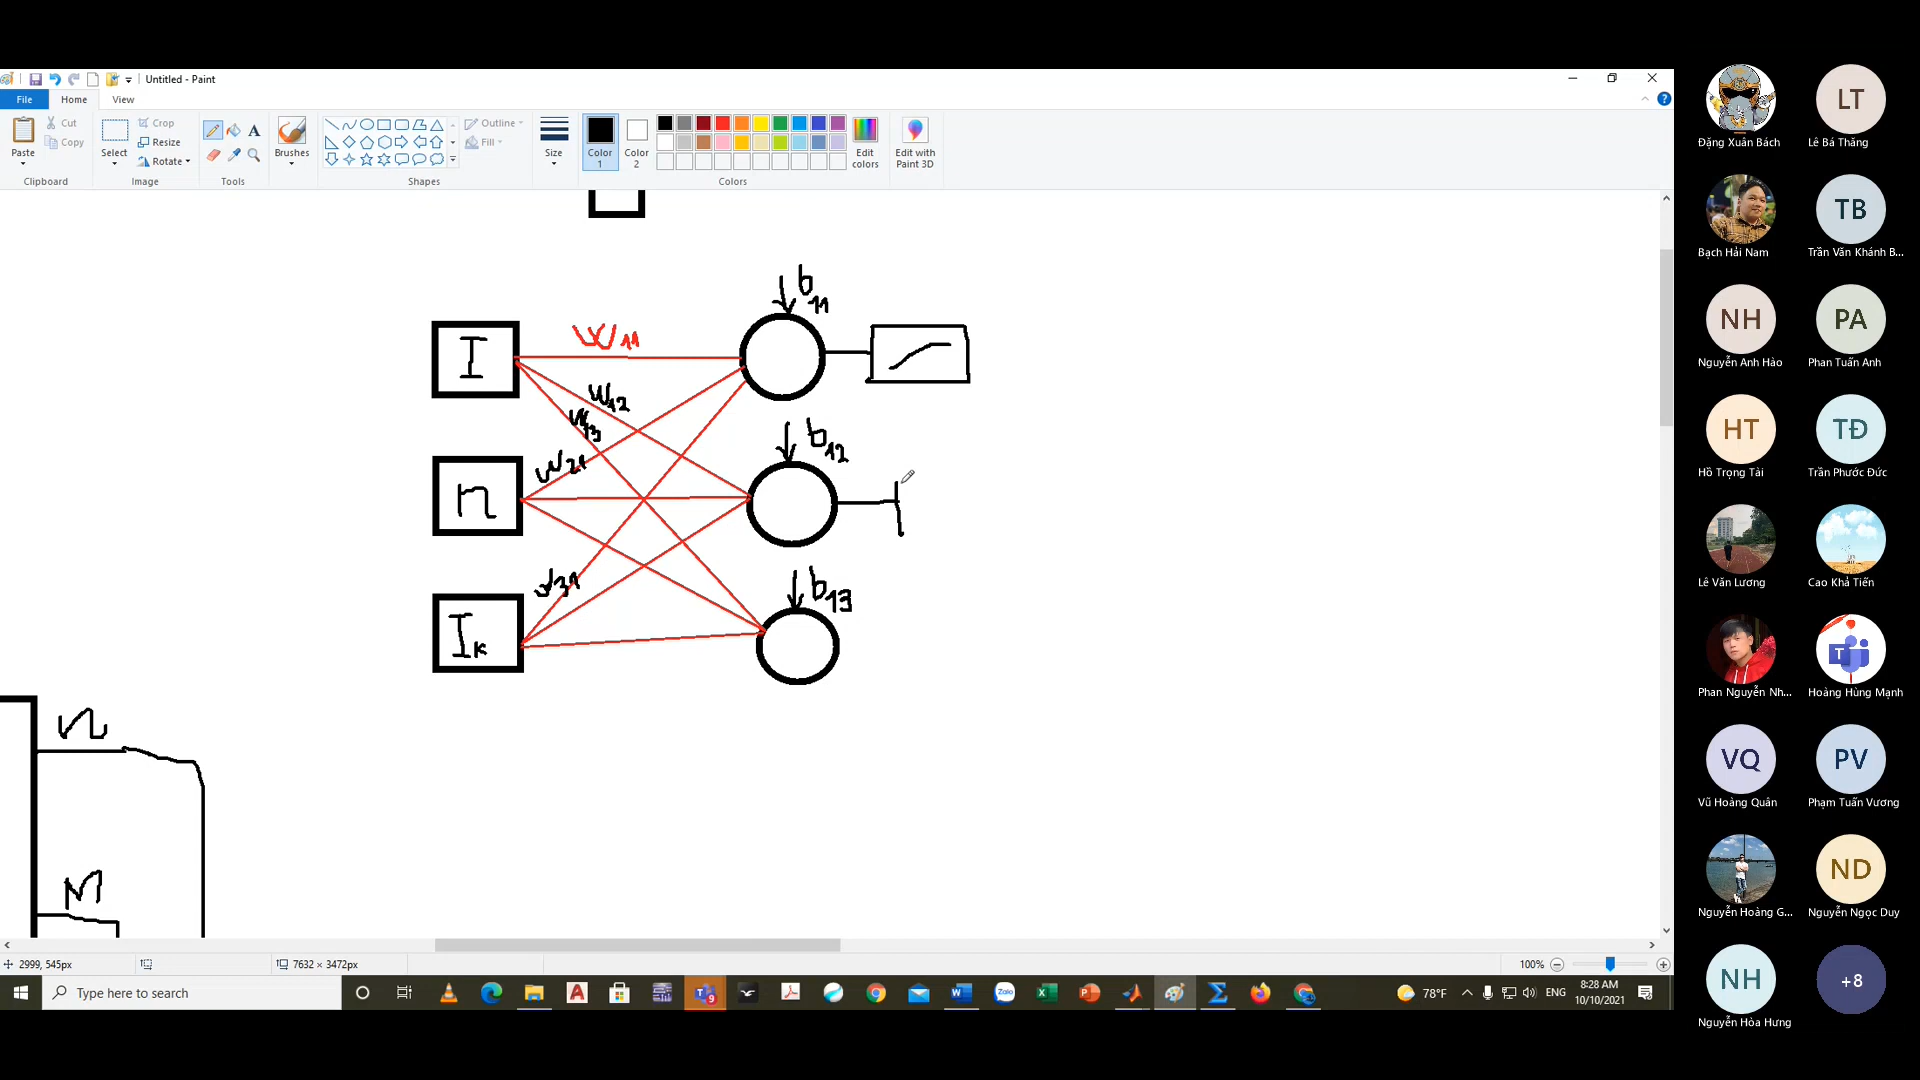 Untitled - Paint
File Home View
Paste
Cut
Copy
Clipboard
Select
Crop
Resize
Rotate
Image
Tools
Brushes
Outline
Fill
Shapes
Size
Color 1
Color 2
Edit colors
Colors
Edit with Paint 3D
b11
I
W11
W12
W13
b12
n
W21
b13
Ik
W31
n
M
2999, 545px
7632 × 3472px
100%
Type here to search
9
78°F
ENG
8:28 AM
10/10/2021
Đặng Xuân Bách
LT
Lê Bá Thăng
Bạch Hải Nam
TB
Trần Văn Khánh B...
NH
Nguyễn Anh Hào
PA
Phan Tuấn Anh
HT
Hồ Trọng Tài
TĐ
Trần Phước Đức
Lê Văn Lương
Cao Khả Tiến
Phan Nguyễn Nh...
Hoàng Hùng Mạnh
VQ
Vũ Hoàng Quân
PV
Phạm Tuấn Vương
Nguyễn Hoàng G...
ND
Nguyễn Ngọc Duy
NH
Nguyễn Hòa Hưng
+8